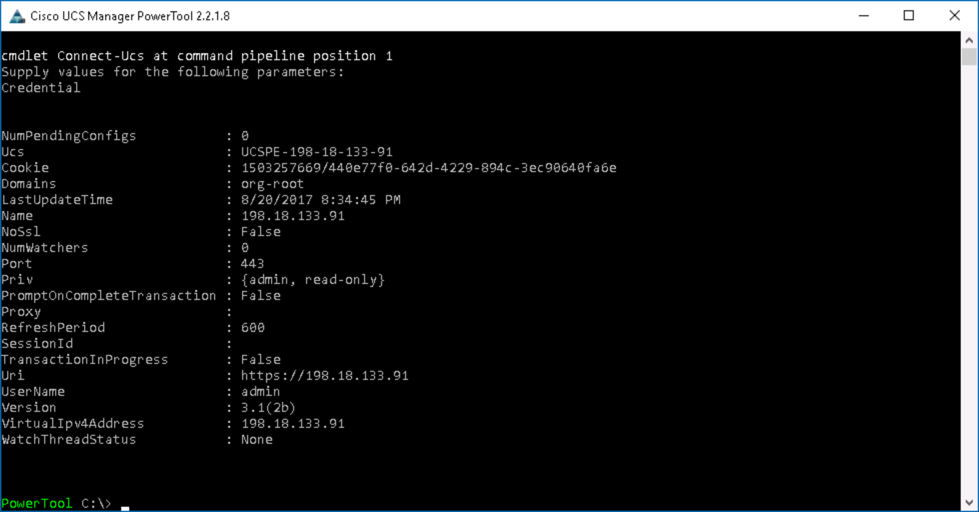 Cisco UCS Manager PowerTool 2.2.1.8
cmdlet Connect-Ucs at command pipeline position 1
Supply values for the following parameters:
Credential
NumPendingConfigs : 0
Ucs : UCSPE-198-18-133-91
Cookie : 1503257669/440e77f0-642d-4229-894c-3ec90640fa6e
Domains : org-root
LastUpdateTime : 8/20/2017 8:34:45 PM
Name : 198.18.133.91
NoSsl : False
NumWatchers : 0
Port : 443
Priv : {admin, read-only}
PromptOnCompleteTransaction : False
Proxy :
RefreshPeriod : 600
SessionId :
TransactionInProgress : False
Uri : https://198.18.133.91
UserName : admin
Version : 3.1(2b)
VirtualIpv4Address : 198.18.133.91
WatchThreadStatus : None
PowerTool C:\>